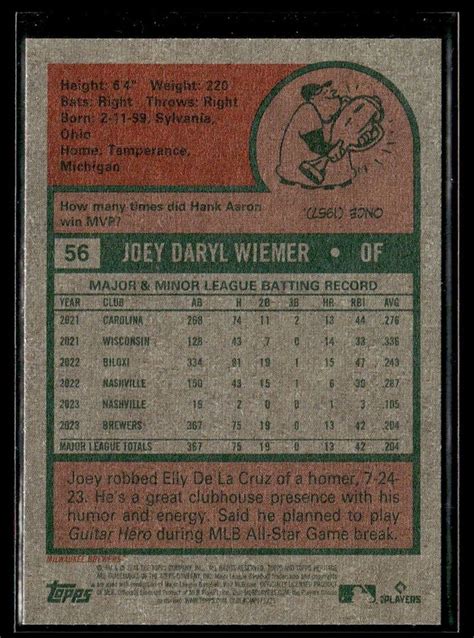 Height: 6'4" Weight: 220
Bats: Right Throws: Right
Born: 2-11-99, Sylvania,
Ohio
Home: Temperance,
Michigan
How many times did Hank Aaron
win MVP?
ONCE (1957)
56 JOEY DARYL WIEMER • OF
MAJOR & MINOR LEAGUE BATTING RECORD
YEAR CLUB AB H 2B 3B HR RBI AVG
2021 CAROLINA 268 74 11 2 13 44 .276
2021 WISCONSIN 128 43 7 0 14 33 .336
2022 BILOXI 334 81 19 1 15 47 .243
2022 NASHVILLE 150 43 15 1 6 30 .287
2023 NASHVILLE 19 2 0 0 1 3 .105
2023 BREWERS 367 75 19 0 13 42 .204
MAJOR LEAGUE TOTALS 367 75 19 0 13 42 .204
Joey robbed Elly De La Cruz of a homer, 7-24-
23. He's a great clubhouse presence with his
humor and energy. Said he planned to play
Guitar Hero during MLB All-Star Game break.
MILWAUKEE BREWERS
Topps
PLAYERS